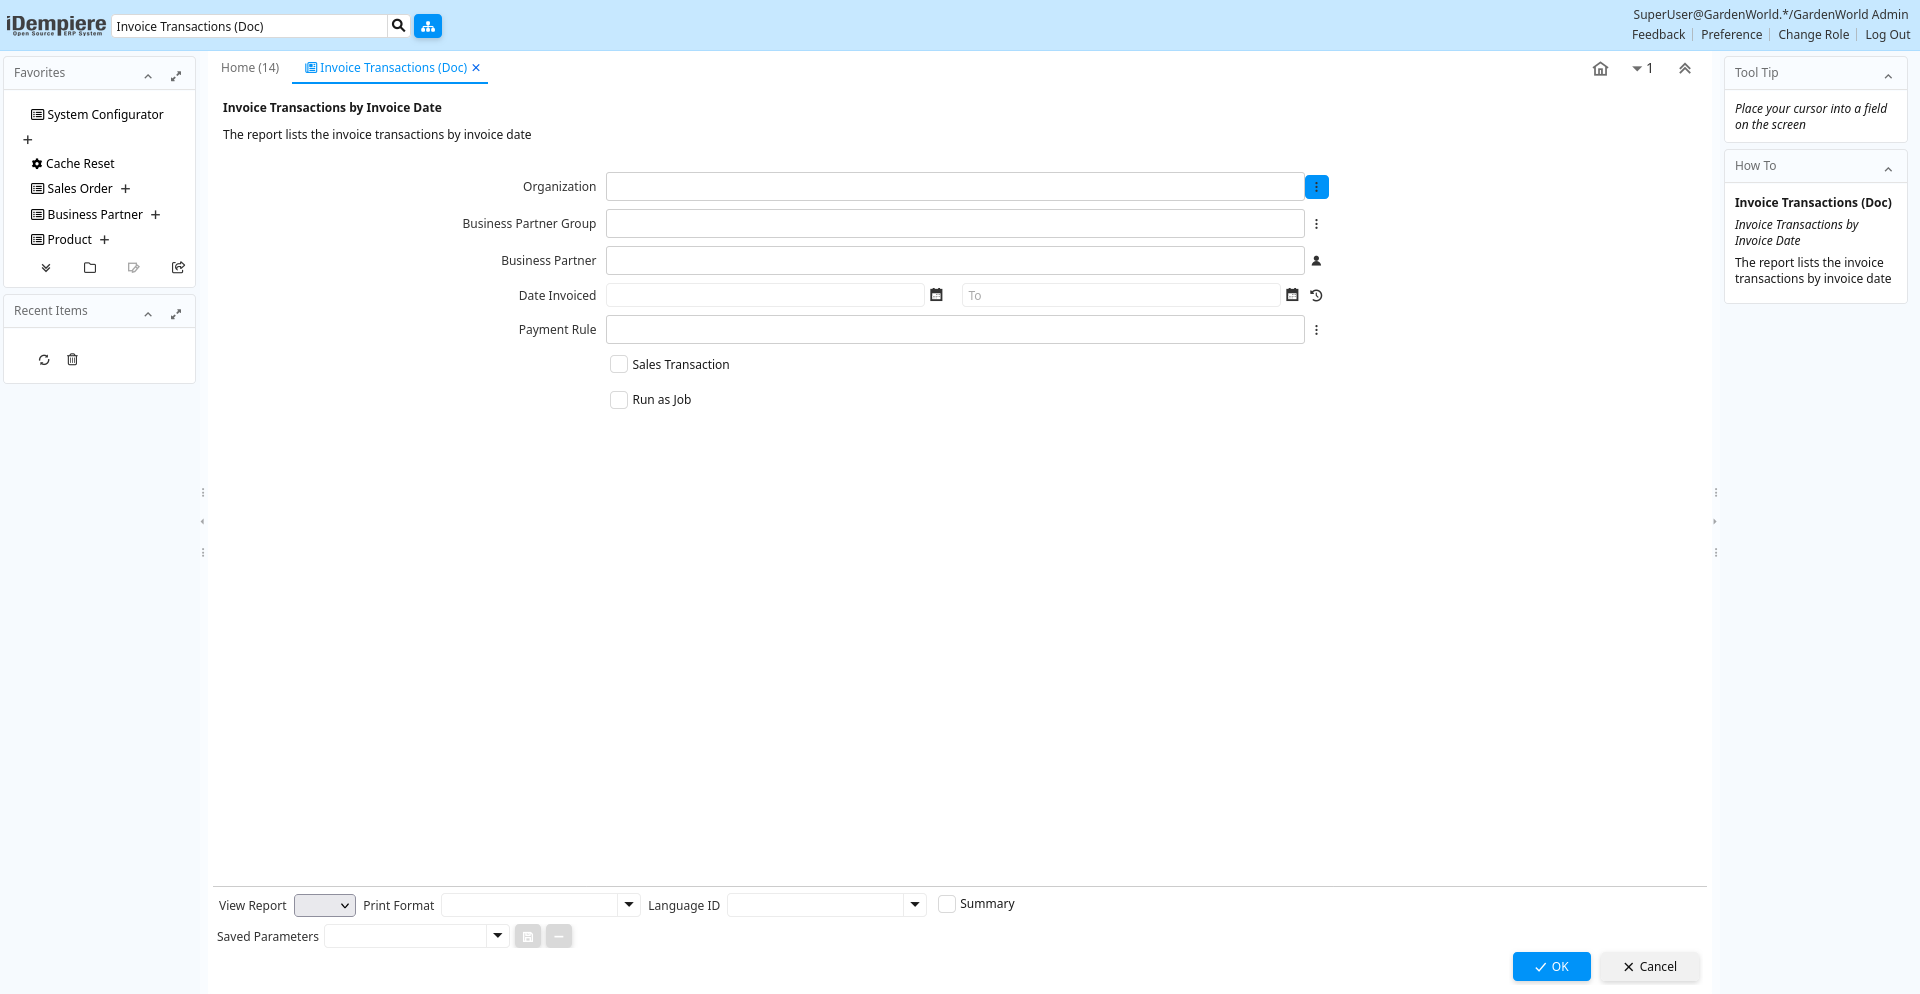 iDempiere
Open Source ERP System
Invoice Transactions (Doc)
SuperUser@GardenWorld.*/GardenWorld Admin
Feedback
Preference
Change Role
Log Out
Favorites
System Configurator
Cache Reset
Sales Order
Business Partner
Product
Recent Items
Home (14)
Invoice Transactions (Doc)
1
Invoice Transactions by Invoice Date
The report lists the invoice transactions by invoice date
Organization
Business Partner Group
Business Partner
Date Invoiced
To
Payment Rule
Sales Transaction
Run as Job
View Report
Print Format
Language ID
Summary
Saved Parameters
OK
Cancel
Tool Tip
Place your cursor into a field
on the screen
How To
Invoice Transactions (Doc)
Invoice Transactions by
Invoice Date
The report lists the invoice
transactions by invoice date